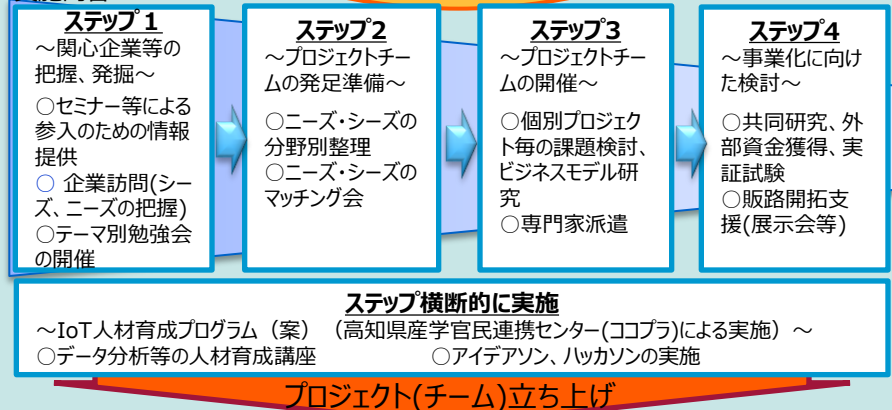 ステップ１
～関心企業等の
把握、発掘～
○セミナー等による
参入のための情報
提供
○ 企業訪問(シー
ズ、ニーズの把握)
○テーマ別勉強会
の開催
ステップ2
～プロジェクトチー
ムの発足準備～
○ニーズ・シーズの
分野別整理
○ニーズ・シーズの
マッチング会
ステップ3
～プロジェクトチー
ムの開催～
○個別プロジェク
ト毎の課題検討、
ビジネスモデル研
究
○専門家派遣
ステップ4
～事業化に向け
た検討～
○共同研究、外
部資金獲得、実
証試験
○販路開拓支
援(展示会等)
ステップ横断的に実施
～IoT人材育成プログラム（案）（高知県産学官民連携センター(ココプラ)による実施）～
○データ分析等の人材育成講座 ○アイデアソン、ハッカソンの実施
プロジェクト(チーム)立ち上げ